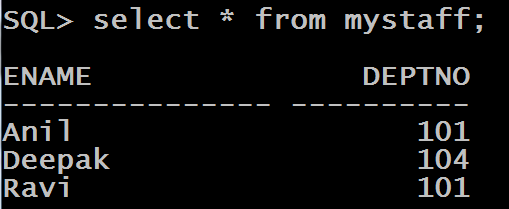 SQL> select * from mystaff;
ENAME                DEPTNO
--------------- ----------
Anil                    101
Deepak                  104
Ravi                    101